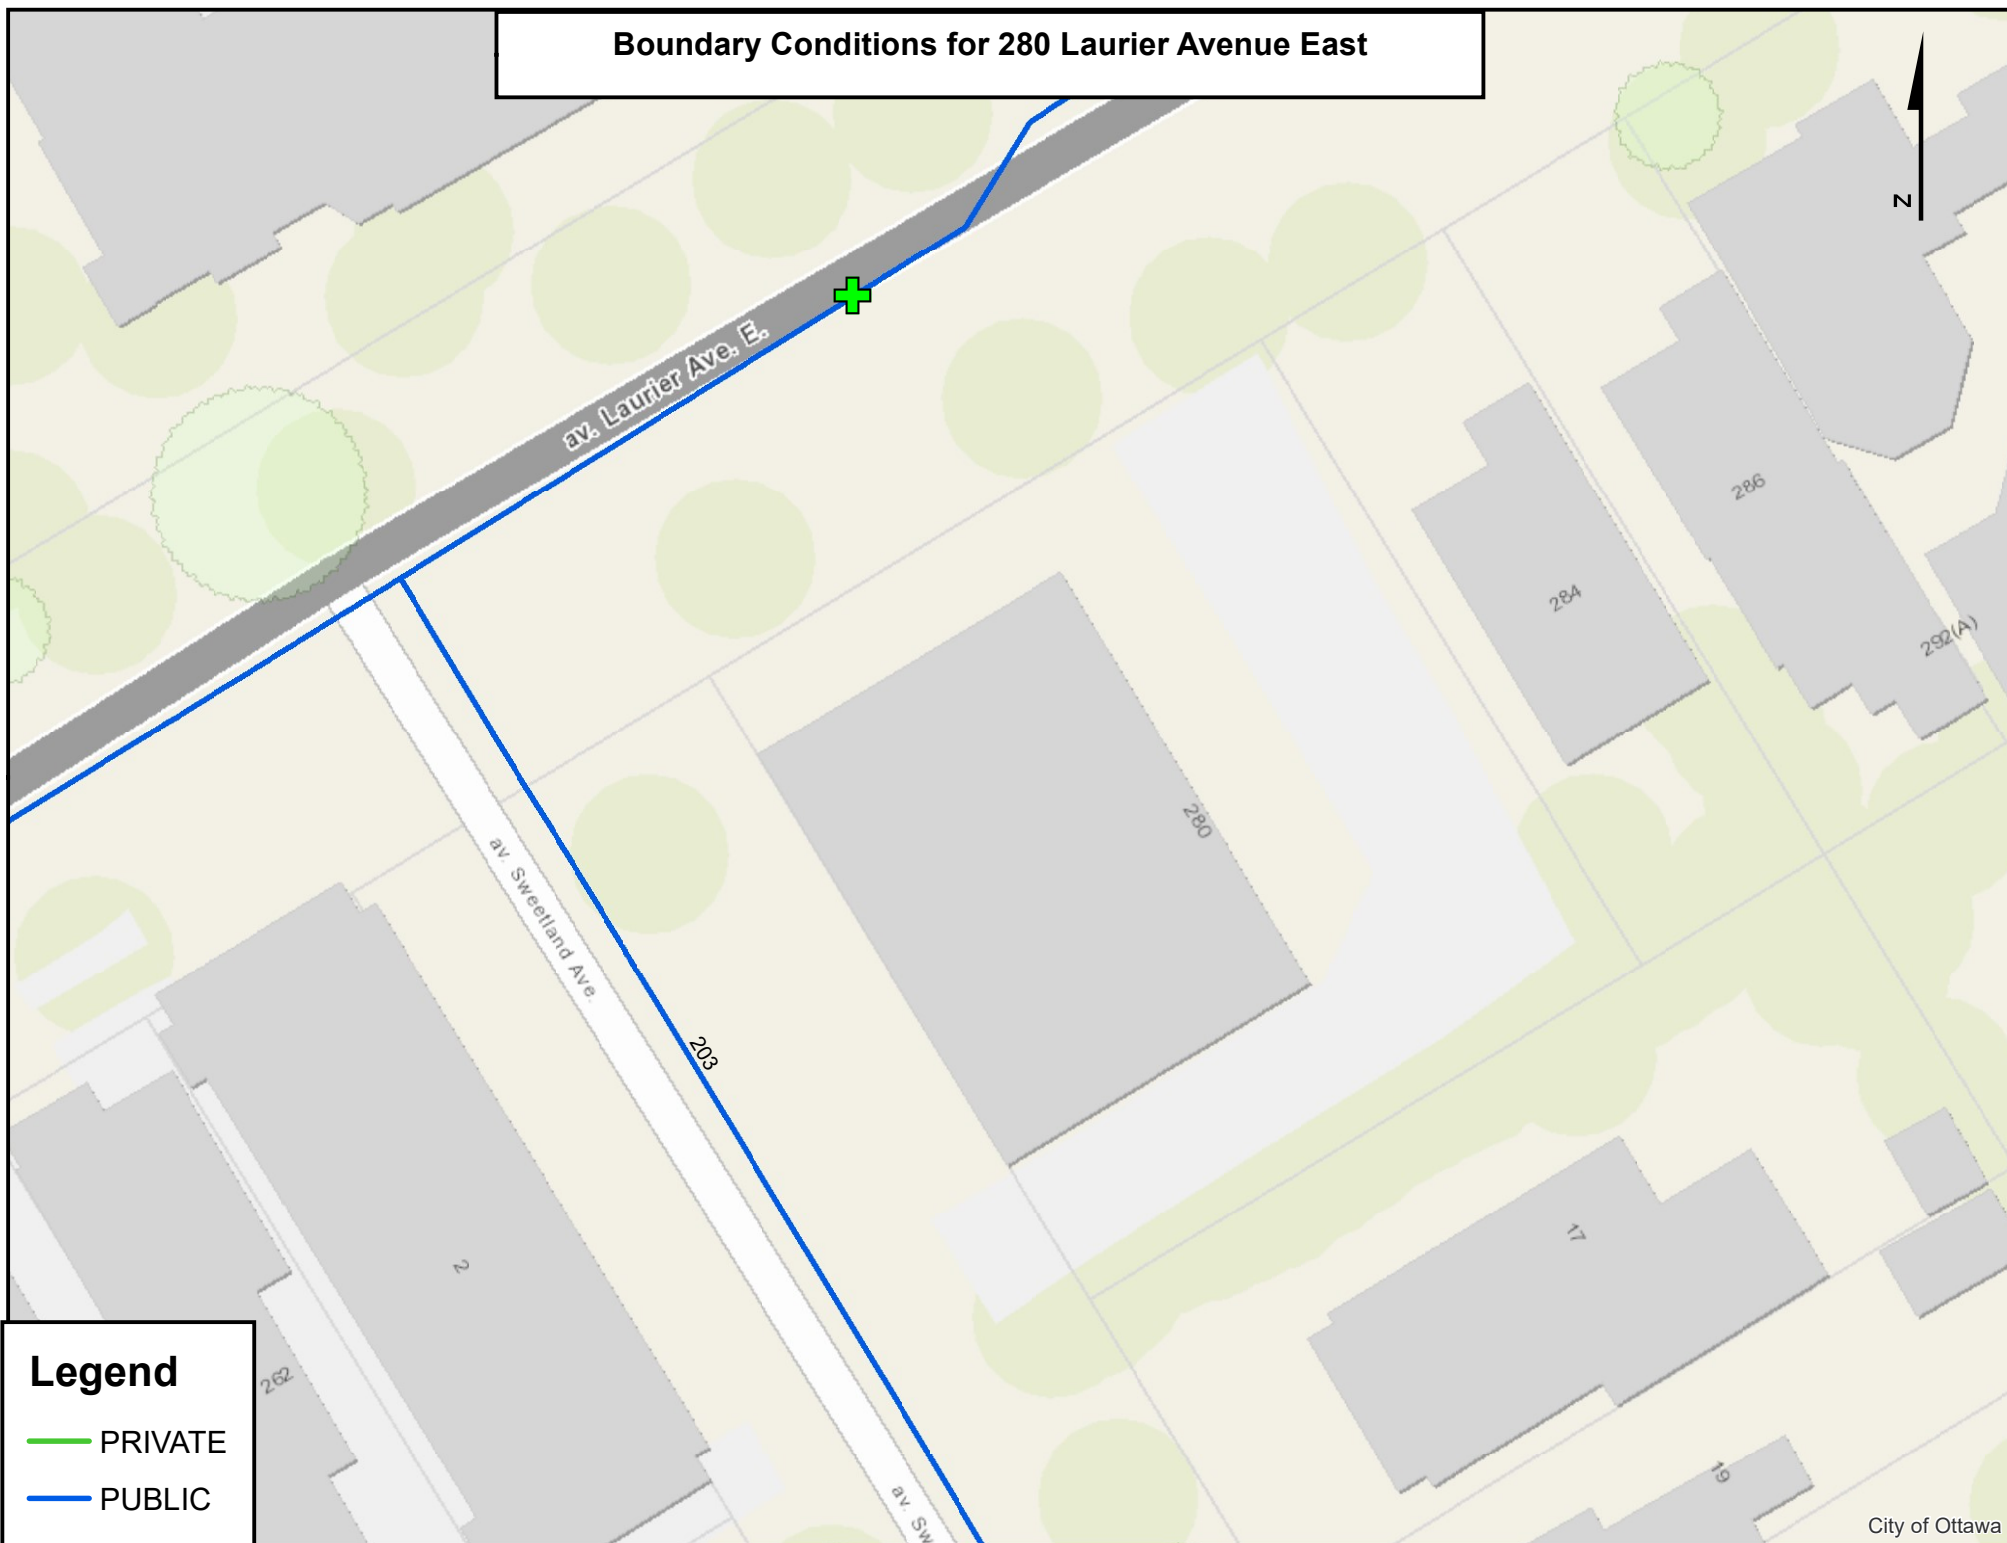 Boundary Conditions for 280 Laurier Avenue East
N
av. Laurier Ave. E.
286
284
292(A)
280
av. Sweetland Ave.
203
17
2
262
19
av. Sw
Legend
PRIVATE
PUBLIC
City of Ottawa